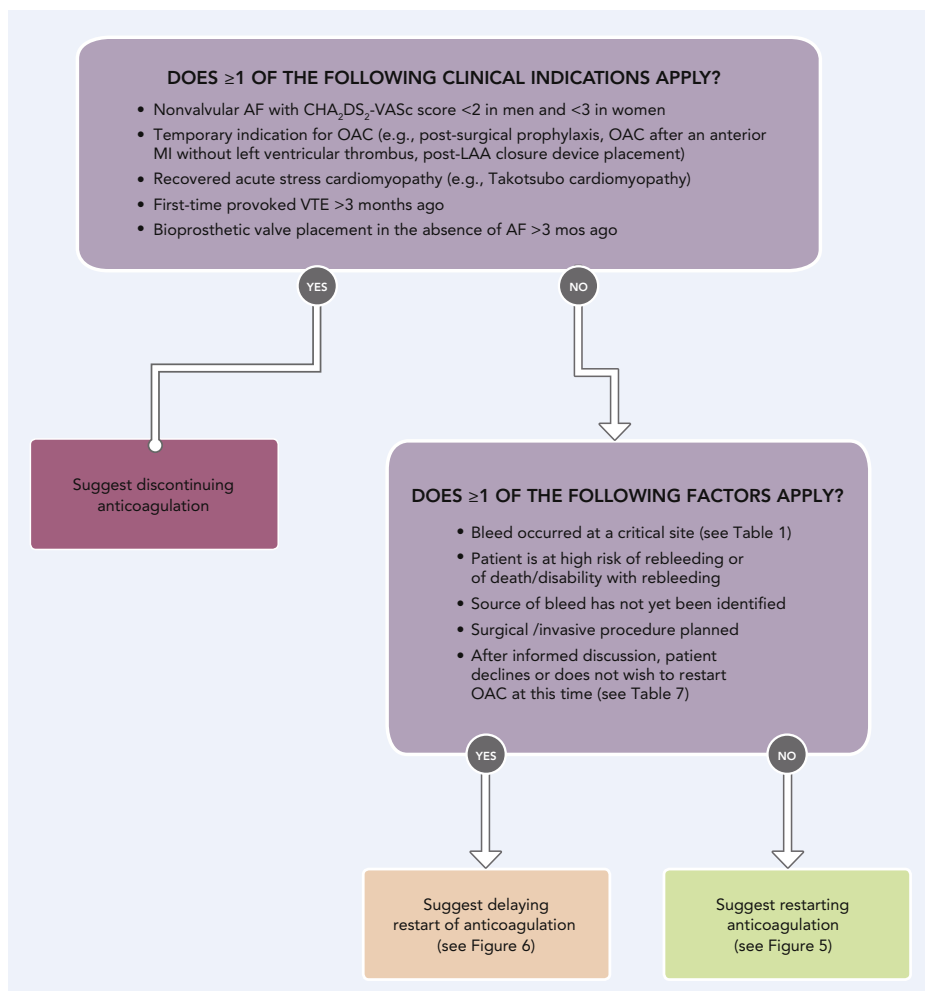 DOES ≥1 OF THE FOLLOWING CLINICAL INDICATIONS APPLY?
• Nonvalvular AF with CHA₂DS₂-VASc score <2 in men and <3 in women
• Temporary indication for OAC (e.g., post-surgical prophylaxis, OAC after an anterior
MI without left ventricular thrombus, post-LAA closure device placement)
• Recovered acute stress cardiomyopathy (e.g., Takotsubo cardiomyopathy)
• First-time provoked VTE >3 months ago
• Bioprosthetic valve placement in the absence of AF >3 mos ago
YES
NO
Suggest discontinuing
anticoagulation
DOES ≥1 OF THE FOLLOWING FACTORS APPLY?
• Bleed occurred at a critical site (see Table 1)
• Patient is at high risk of rebleeding or
of death/disability with rebleeding
• Source of bleed has not yet been identified
• Surgical /invasive procedure planned
• After informed discussion, patient
declines or does not wish to restart
OAC at this time (see Table 7)
YES
NO
Suggest delaying
restart of anticoagulation
(see Figure 6)
Suggest restarting
anticoagulation
(see Figure 5)